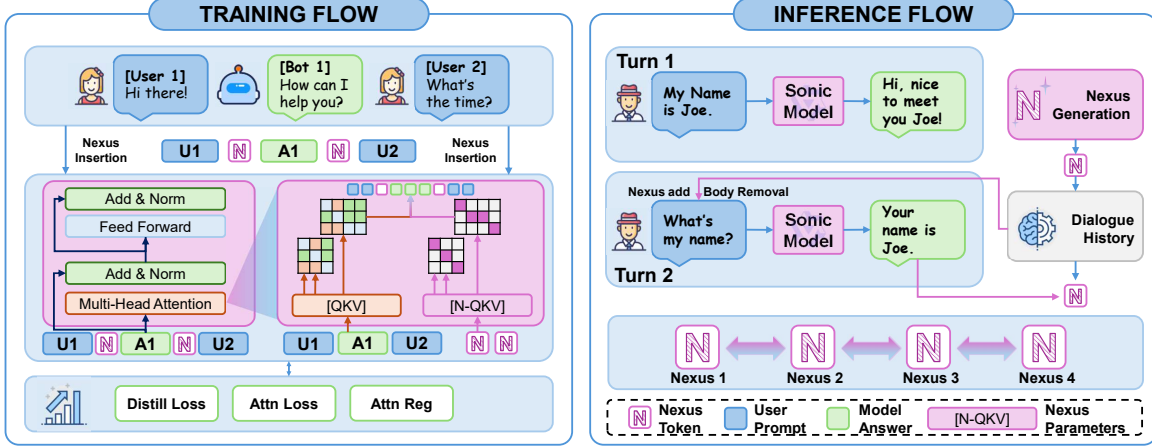 TRAINING FLOW
[User 1]
Hi there!
[Bot 1]
How can I
help you?
[User 2]
What's
the time?
Nexus
Insertion
U1
N
A1
N
U2
Nexus
Insertion
Add & Norm
Feed Forward
Add & Norm
Multi-Head Attention
[QKV]
[N-QKV]
U1
N
A1
N
U2
U1
A1
U2
N
N
Distill Loss
Attn Loss
Attn Reg
INFERENCE FLOW
Turn 1
My Name
is Joe.
Sonic
Model
Hi, nice
to meet
you Joe!
N
Nexus
Generation
N
Nexus add
Body Removal
What's
my name?
Sonic
Model
Your
name is
Joe.
Turn 2
Dialogue
History
N
N
N
N
N
Nexus 1
Nexus 2
Nexus 3
Nexus 4
N
Nexus
Token
User
Prompt
Model
Answer
[N-QKV]
Nexus
Parameters